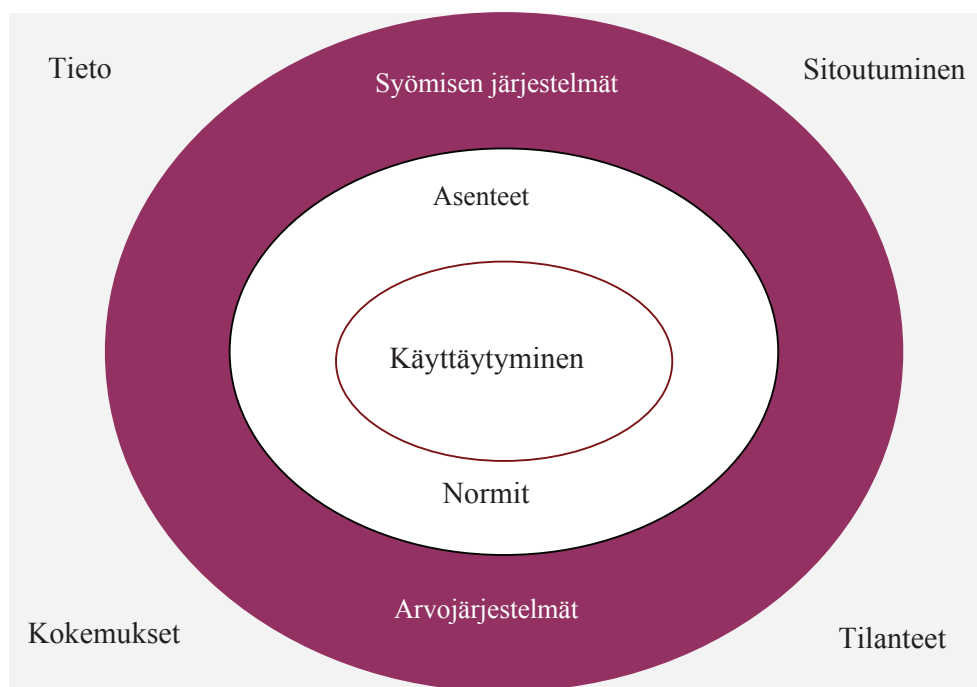 Tieto
Sitoutuminen
Syömisen järjestelmät
Asenteet
Käyttäytyminen
Normit
Arvojärjestelmät
Kokemukset
Tilanteet